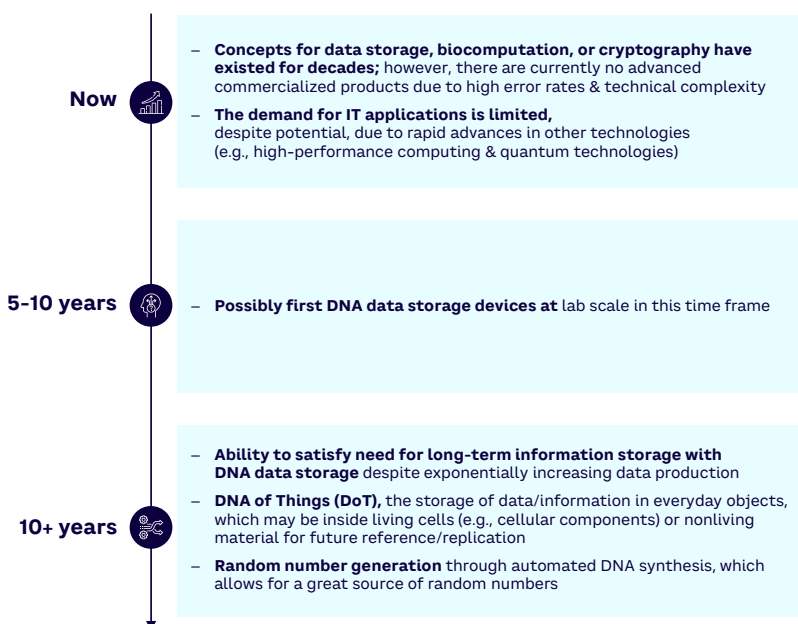 Now
– Concepts for data storage, biocomputation, or cryptography have
existed for decades; however, there are currently no advanced
commercialized products due to high error rates & technical complexity
– The demand for IT applications is limited,
despite potential, due to rapid advances in other technologies
(e.g., high-performance computing & quantum technologies)
5-10 years
– Possibly first DNA data storage devices at lab scale in this time frame
10+ years
– Ability to satisfy need for long-term information storage with
DNA data storage despite exponentially increasing data production
– DNA of Things (DoT), the storage of data/information in everyday objects,
which may be inside living cells (e.g., cellular components) or nonliving
material for future reference/replication
– Random number generation through automated DNA synthesis, which
allows for a great source of random numbers